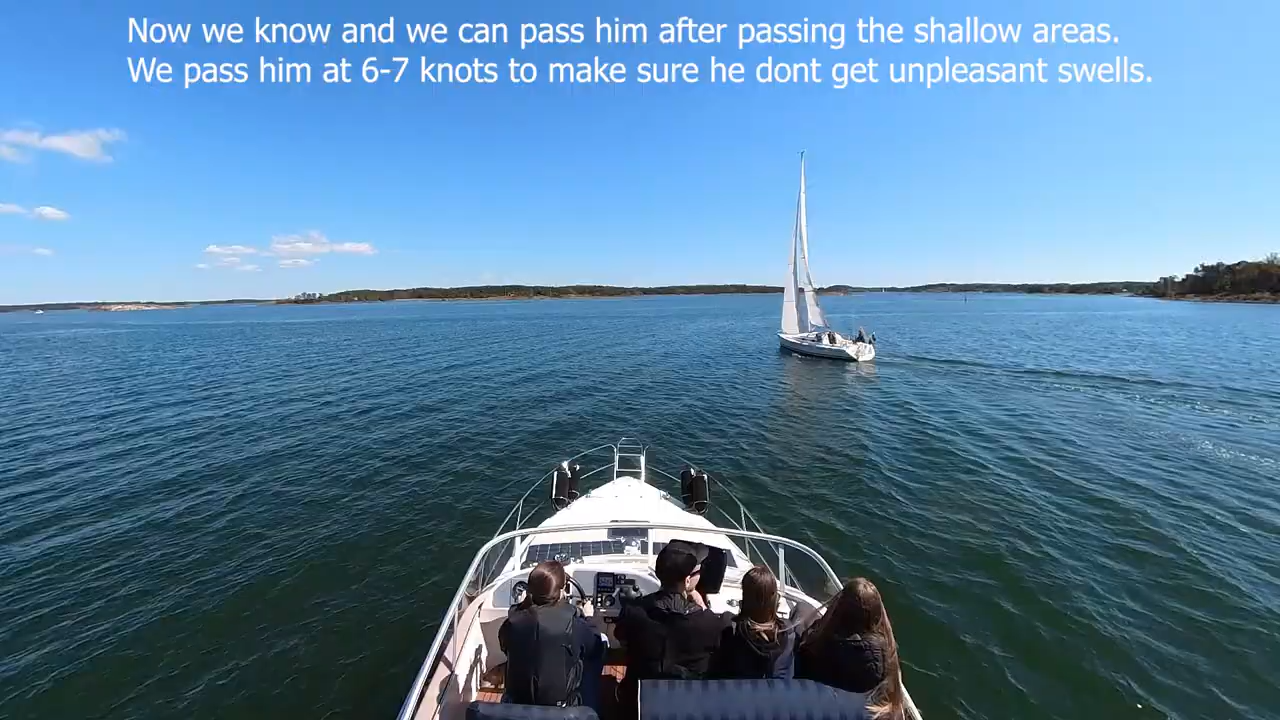 Now we know and we can pass him after passing the shallow areas.
We pass him at 6-7 knots to make sure he dont get unpleasant swells.